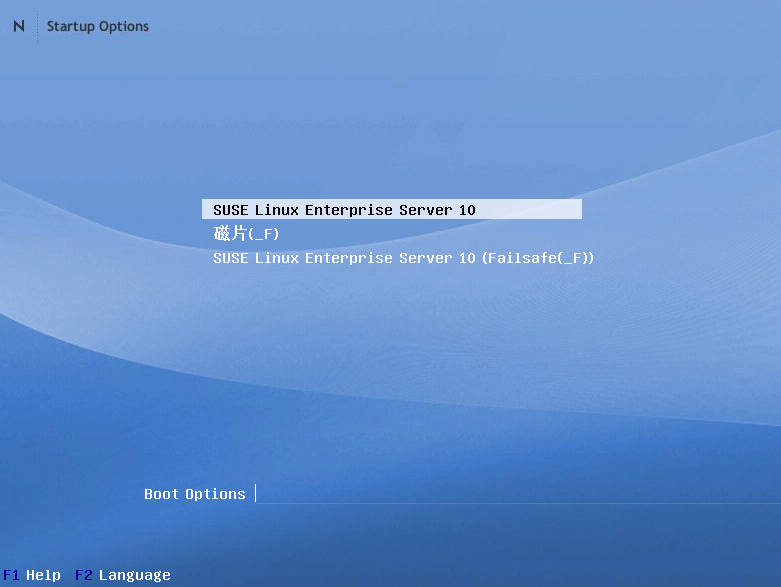 N Startup Options
SUSE Linux Enterprise Server 10
磁片(_F)
SUSE Linux Enterprise Server 10 (Failsafe(_F))
Boot Options
F1 Help F2 Language